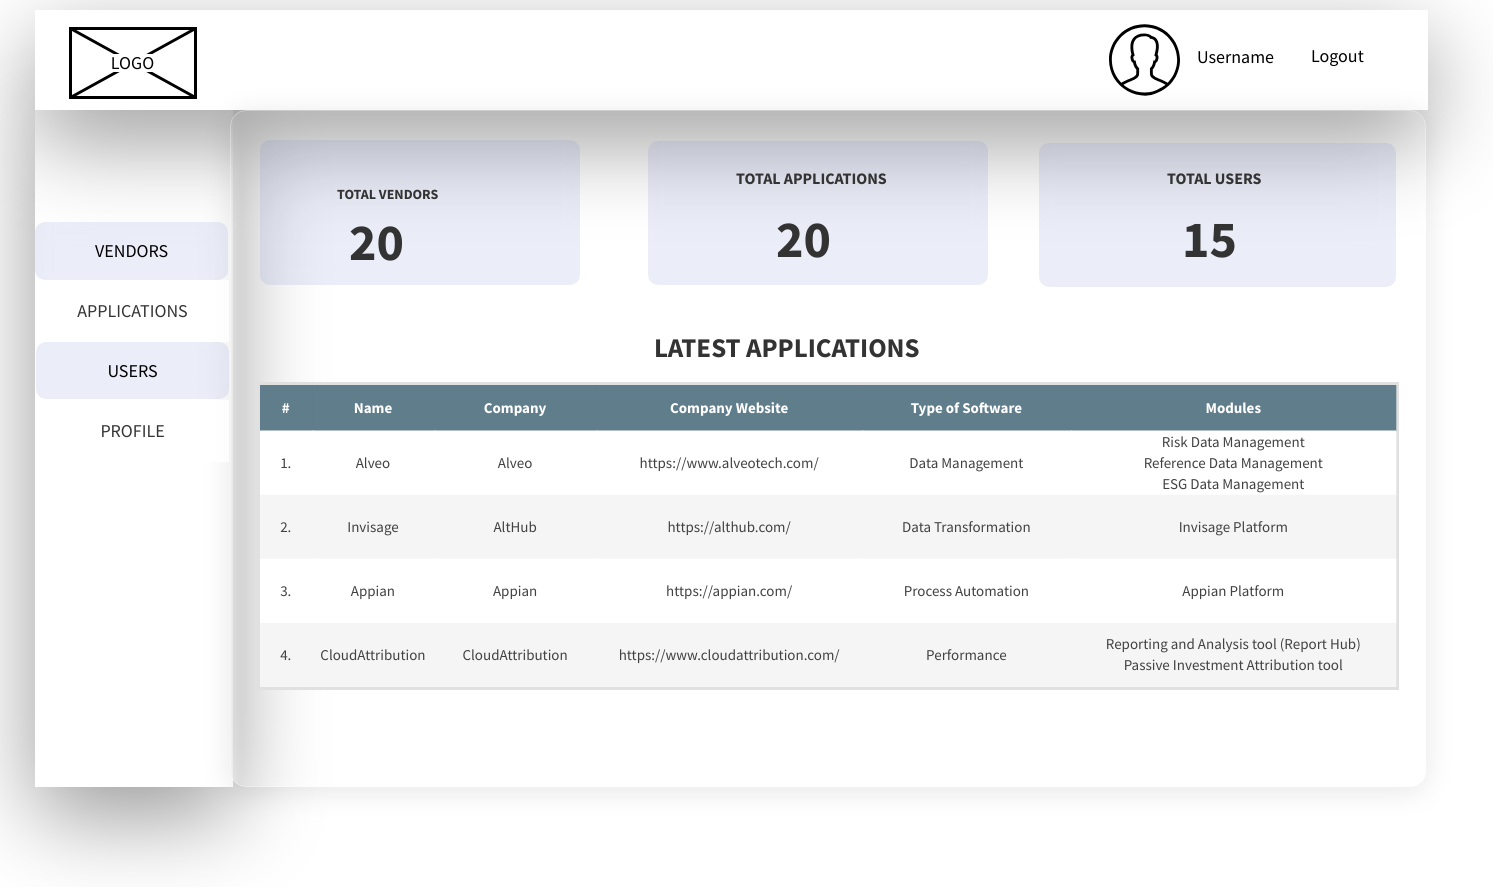 LOGO
Username
Logout
VENDORS
APPLICATIONS
USERS
PROFILE
TOTAL VENDORS
20
TOTAL APPLICATIONS
20
TOTAL USERS
15
LATEST APPLICATIONS
# Name Company Company Website Type of Software Modules
1. Alveo Alveo https://www.alveotech.com/ Data Management Risk Data Management
Reference Data Management
ESG Data Management
2. Invisage AltHub https://althub.com/ Data Transformation Invisage Platform
3. Appian Appian https://appian.com/ Process Automation Appian Platform
4. CloudAttribution CloudAttribution https://www.cloudattribution.com/ Performance Reporting and Analysis tool (Report Hub)
Passive Investment Attribution tool